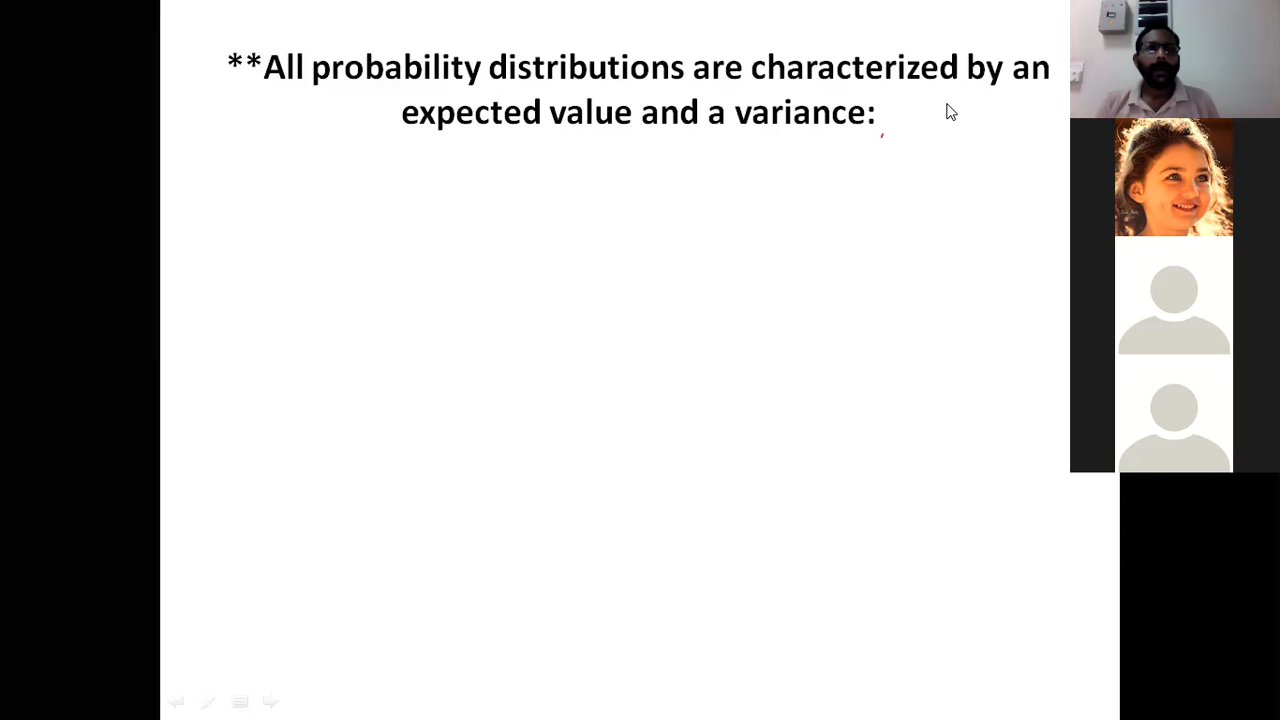 **All probability distributions are characterized by an
expected value and a variance: